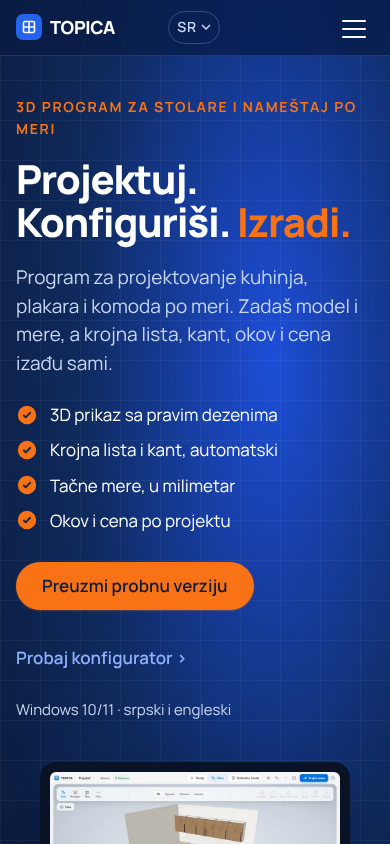 TOPICA
SR
3D PROGRAM ZA STOLARE I NAMEŠTAJ PO
MERI
Projektuj.
Konfiguriši. Izradi.
Program za projektovanje kuhinja,
plakara i komoda po meri. Zadaš model i
mere, a krojna lista, kant, okov i cena
izađu sami.
3D prikaz sa pravim dezenima
Krojna lista i kant, automatski
Tačne mere, u milimetar
Okov i cena po projektu
Preuzmi probnu verziju
Probaj konfigurator ›
Windows 10/11 · srpski i engleski
TOPICA